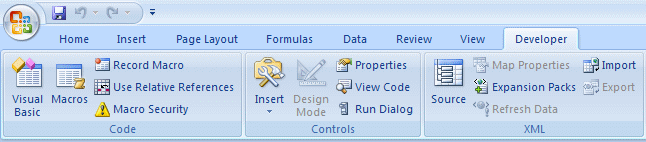 Home Insert Page Layout Formulas Data Review View Developer
Visual Basic
Macros
Record Macro
Use Relative References
Macro Security
Code
Insert
Design Mode
Properties
View Code
Run Dialog
Controls
Source
Map Properties
Expansion Packs
Refresh Data
Import
Export
XML